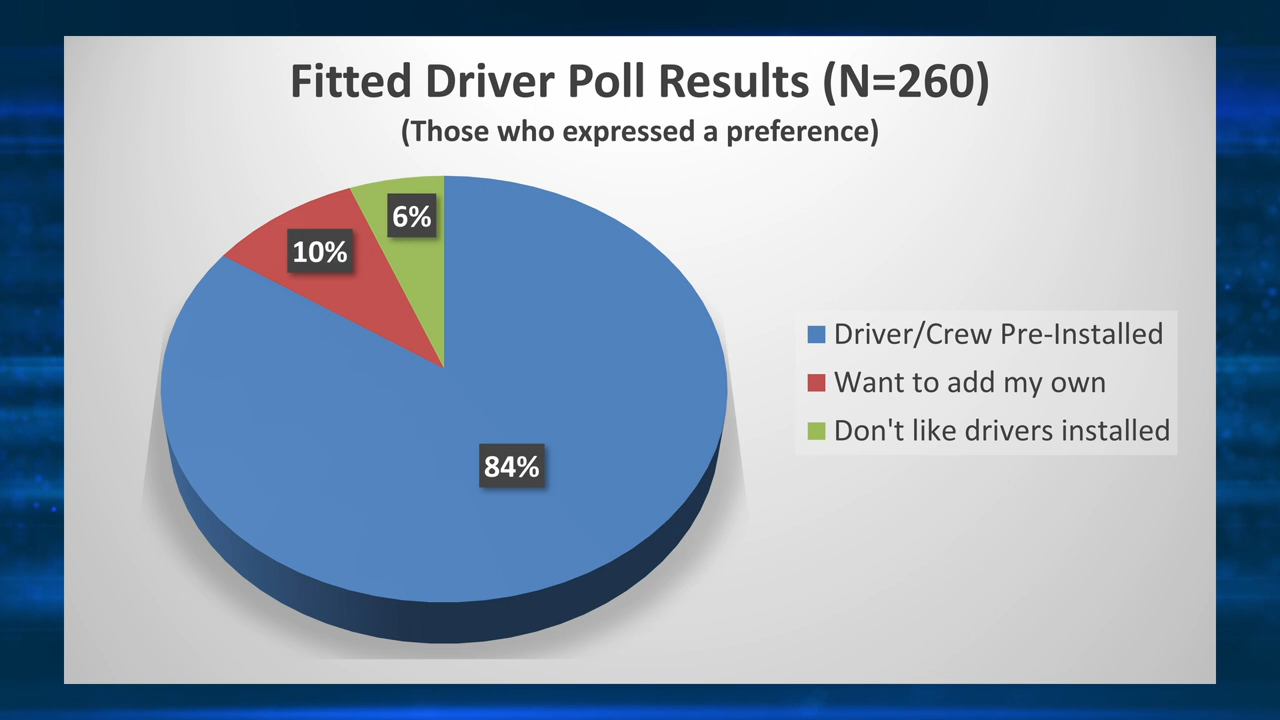 Fitted Driver Poll Results (N=260)
(Those who expressed a preference)
6%
10%
84%
Driver/Crew Pre-Installed
Want to add my own
Don't like drivers installed